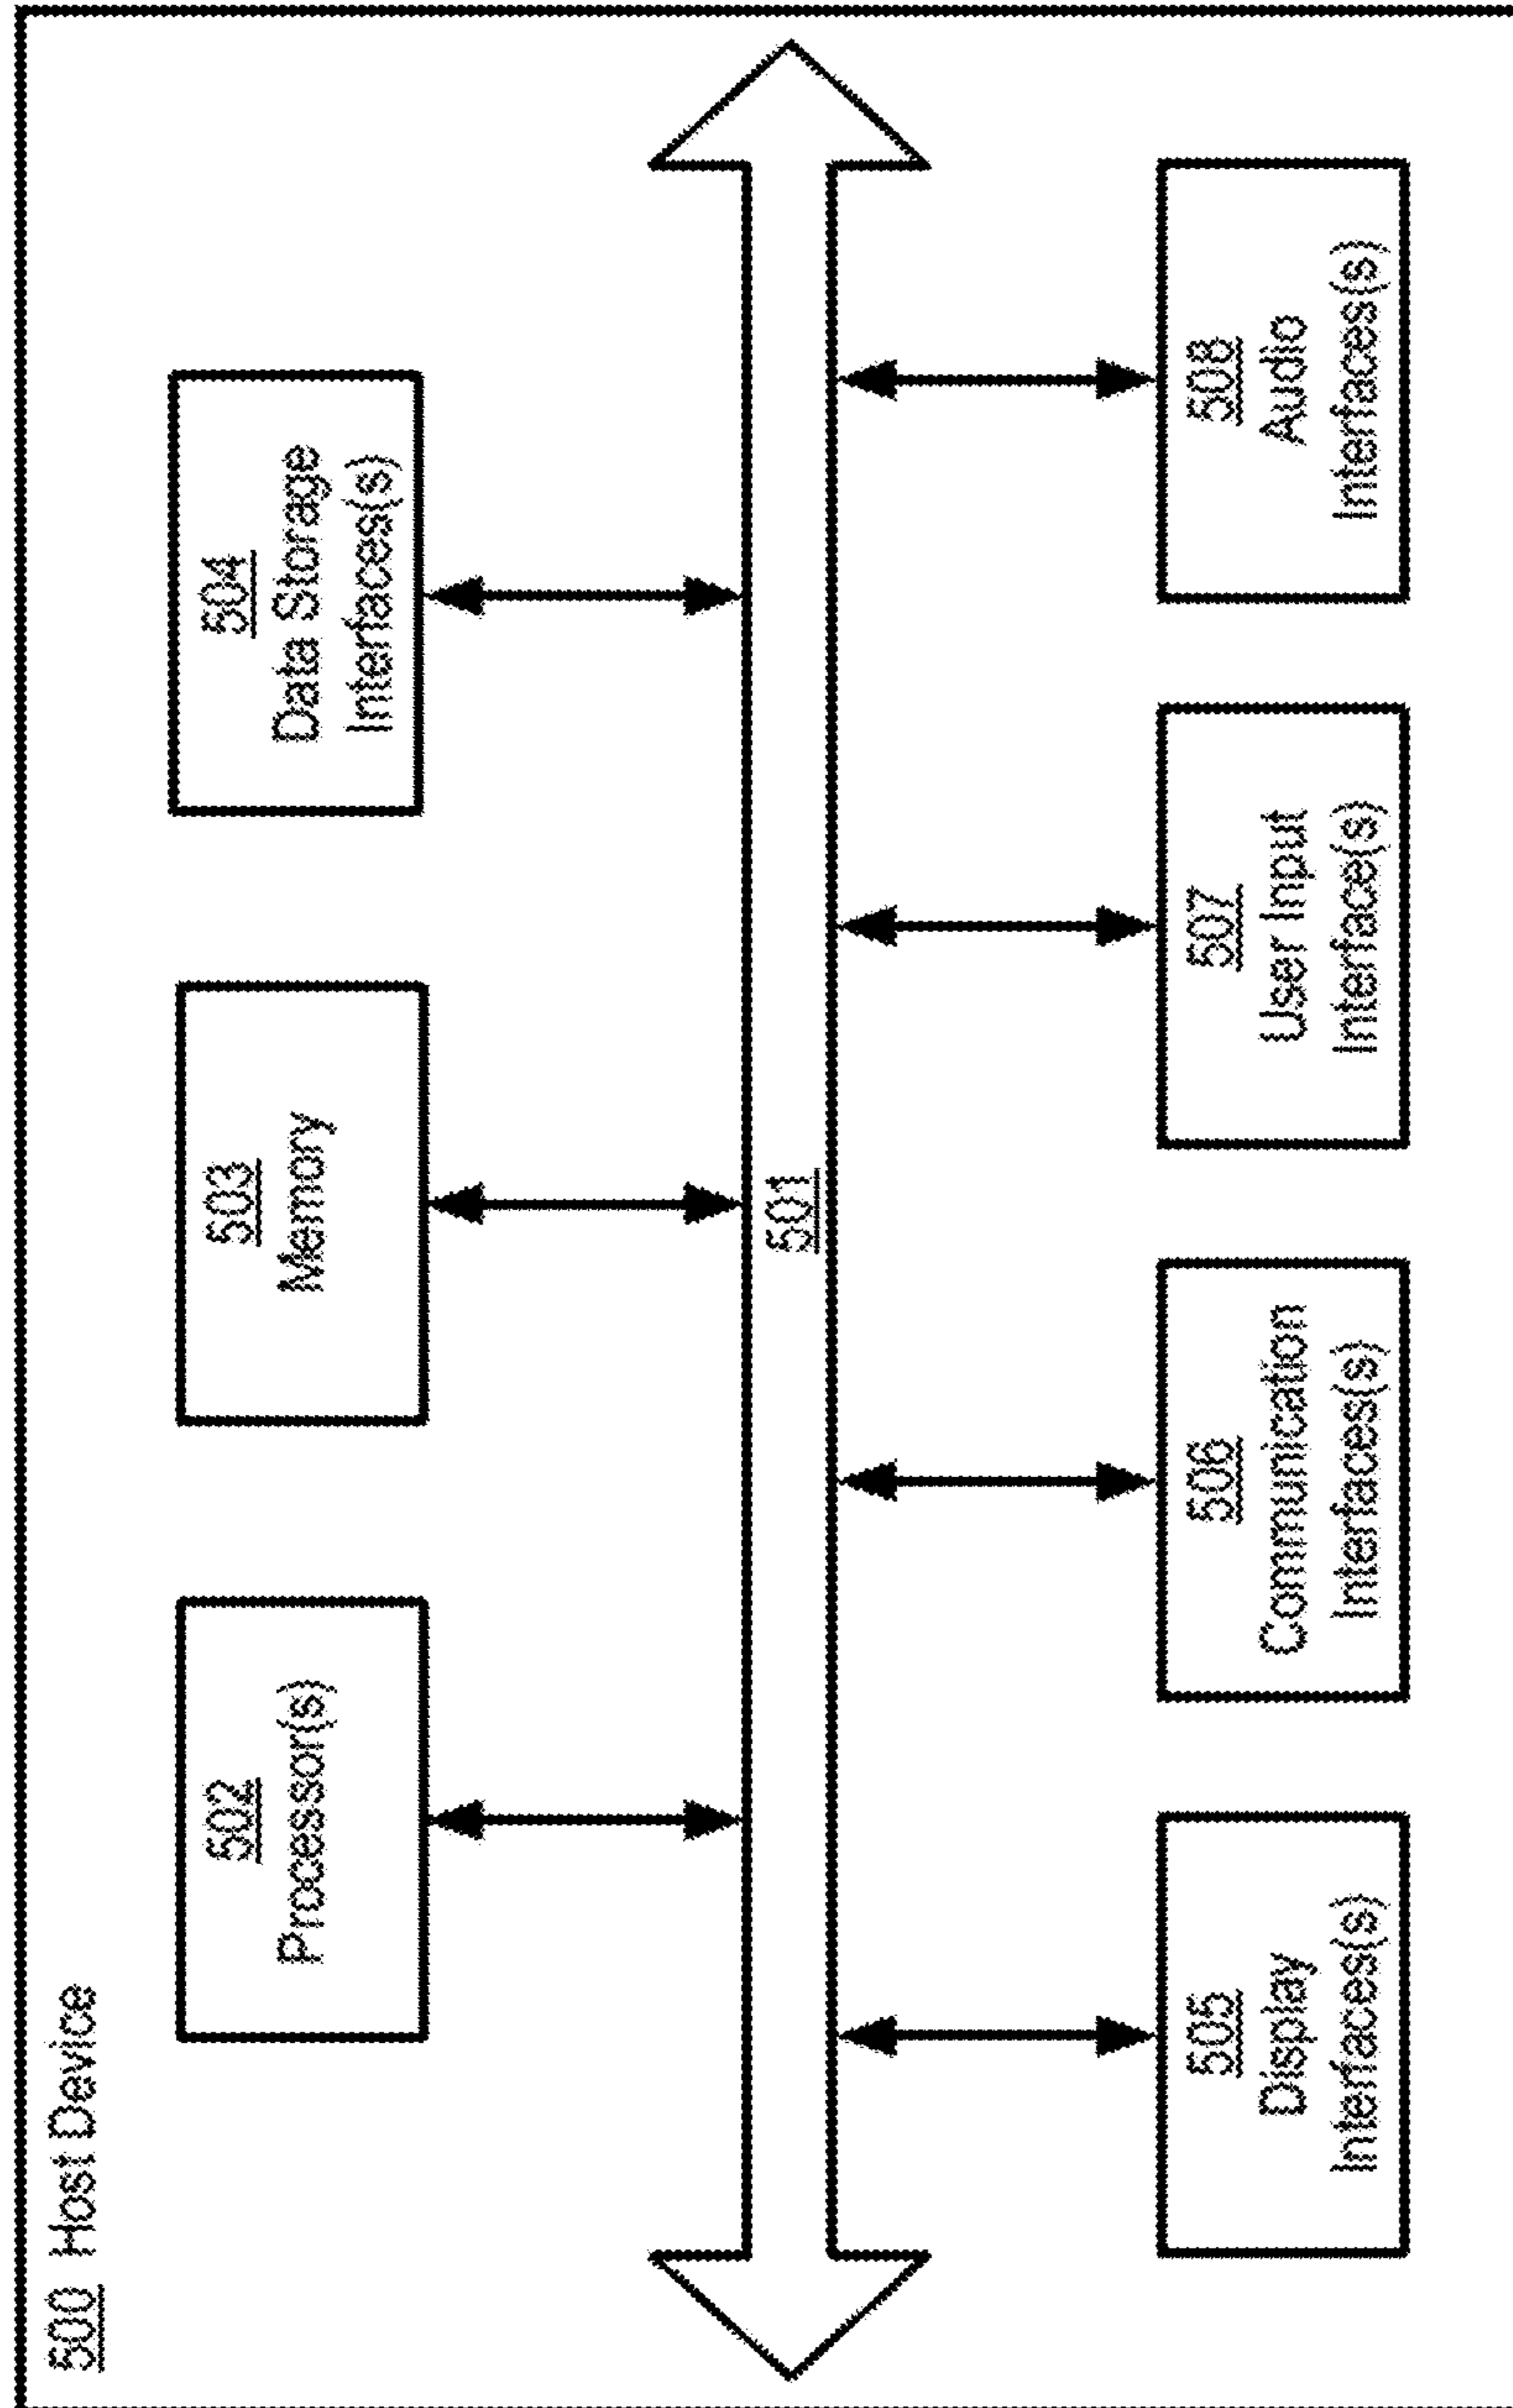 500 Host Device
502
Processor(s)
503
Memory
504
Data Storage
Interfaces(s)
501
505
Display
Interfaces(s)
506
Communication
Interfaces(s)
507
User Input
Interface(s)
508
Audio
Interfaces(s)